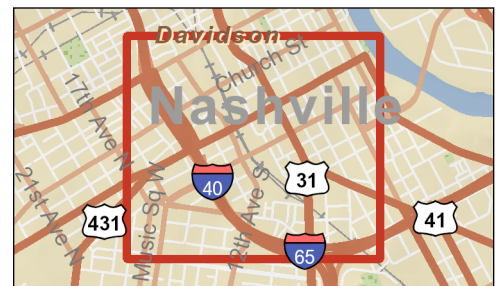 Davidson
Church St
17th Ave N
Nashville
21st Ave N
40
31
431
Music Sq W
12th Ave S
41
65